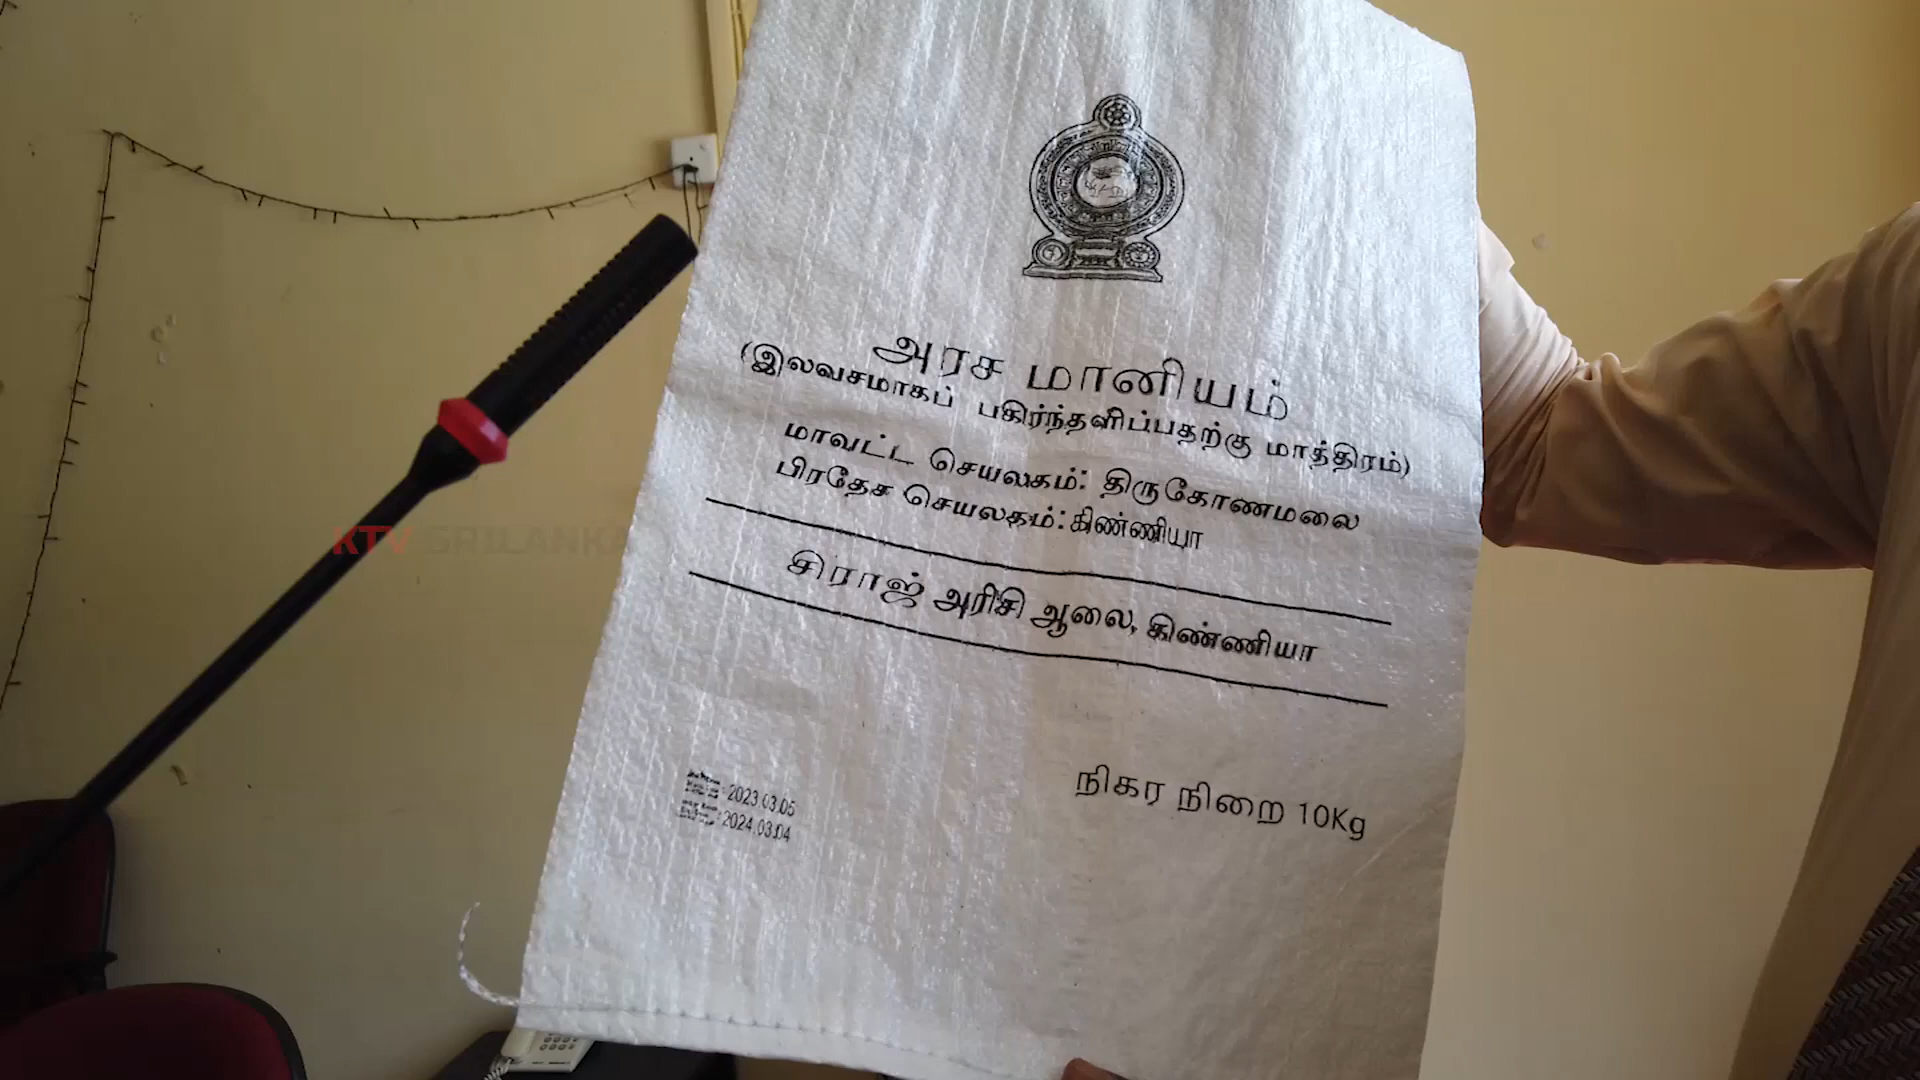 அரச மானியம்
(இலவசமாகப் பகிர்ந்தளிப்பதற்கு மாத்திரம்)
மாவட்ட செயலகம்: திருகோணமலை
பிரதேச செயலகம்: கிண்ணியா
சிராஜ் அரிசி ஆலை, கிண்ணியா
நிகர நிறை 10Kg
: 2023.03.05
: 2024.03.04
KTV SRILANKA